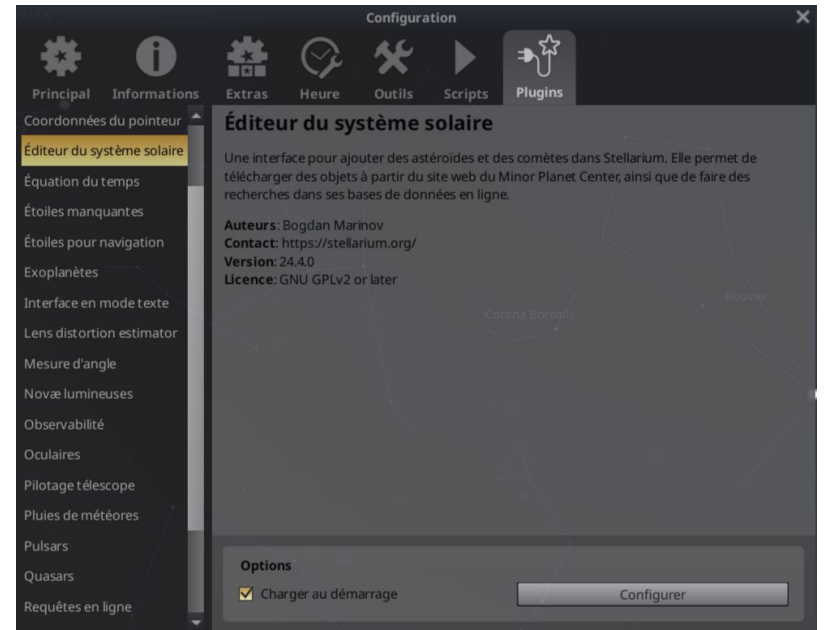 Configuration
Principal
Informations
Extras
Heure
Outils
Scripts
Plugins
Coordonnées du pointeur
Éditeur du système solaire
Équation du temps
Étoiles manquantes
Étoiles pour navigation
Exoplanètes
Interface en mode texte
Lens distortion estimator
Mesure d'angle
Novæ lumineuses
Observabilité
Oculaires
Pilotage télescope
Pluies de météores
Pulsars
Quasars
Requêtes en ligne
Éditeur du système solaire
Une interface pour ajouter des astéroïdes et des comètes dans Stellarium. Elle permet de
télécharger des objets à partir du site web du Minor Planet Center, ainsi que de faire des
recherches dans ses bases de données en ligne.
Auteurs: Bogdan Marinov
Contact: https://stellarium.org/
Version: 24.4.0
Licence: GNU GPLv2 or later
Corona Borealis
Bouvier
Options
Charger au démarrage
Configurer